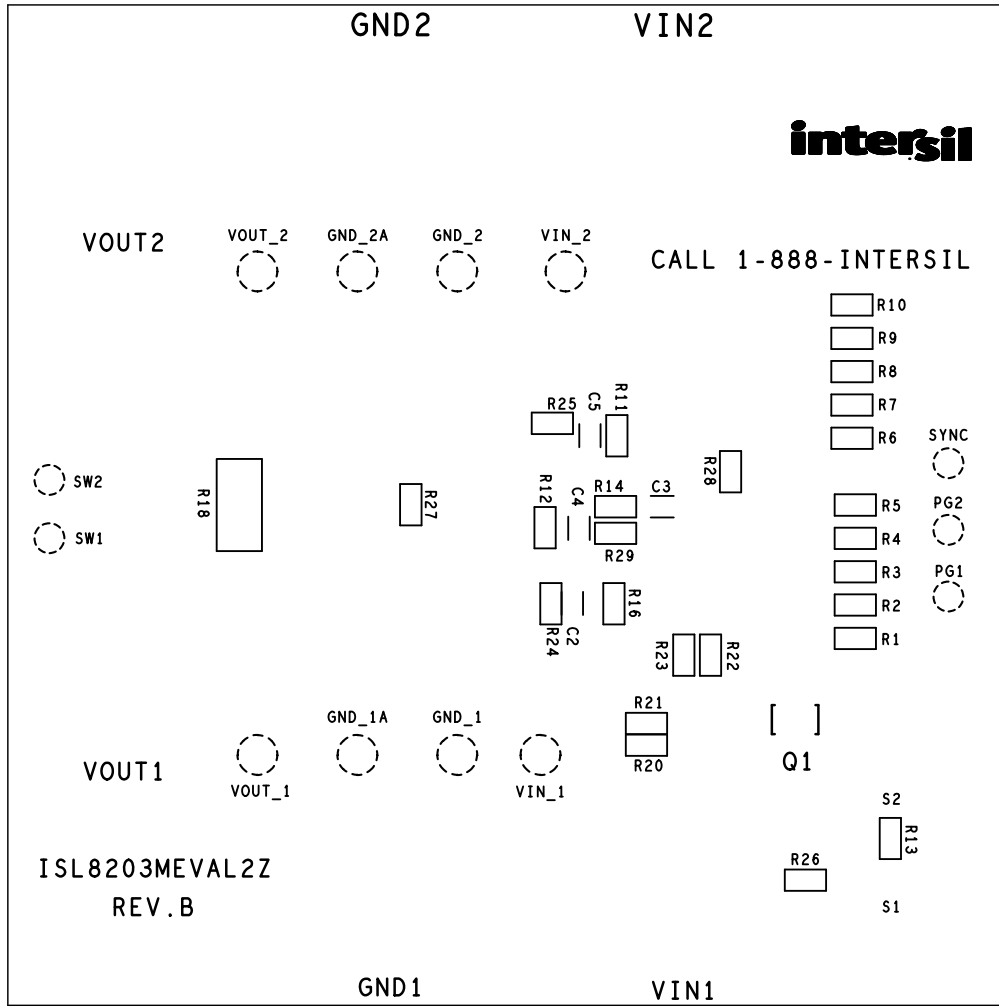 GND2 VIN2
intersil
VOUT2 VOUT_2 GND_2A GND_2 VIN_2
CALL 1-888-INTERSIL
R10
R9
R8
R7
R25 C5 R11
R6 SYNC
SW2 R18 R27 R12 C4 R14 C3 R28
R5 PG2
SW1 R4
R29
R3 PG1
R2
R24 C2 R16
R1
R23 R22
R21
GND_1A GND_1
R20
VOUT1 Q1
VOUT_1 VIN_1
S2
R13
ISL8203MEVAL2Z R26
REV.B S1
GND1 VIN1